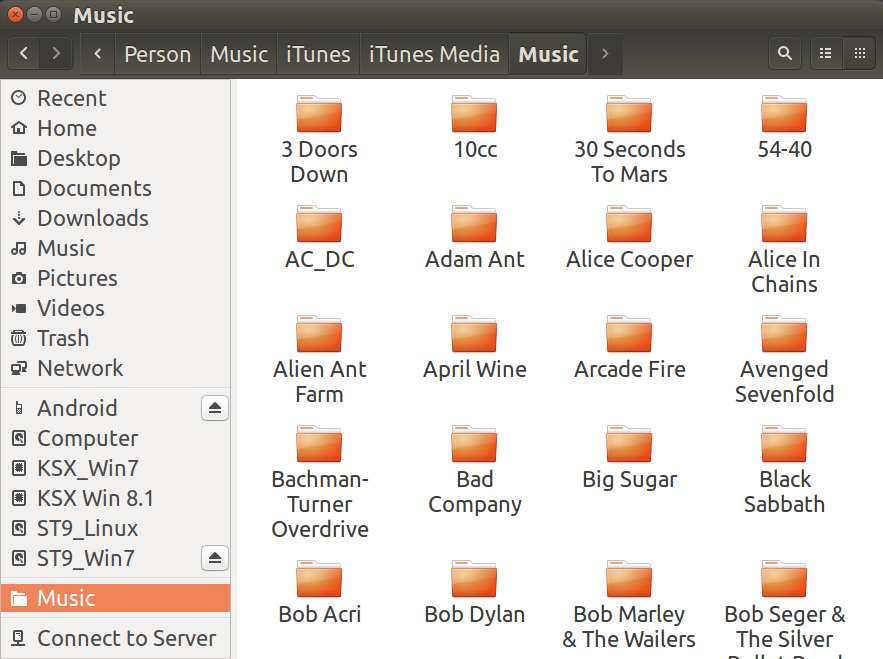 Music
Person
Music
iTunes
iTunes Media
Music
Recent
Home
Desktop
Documents
Downloads
Music
Pictures
Videos
Trash
Network
Android
Computer
KSX_Win7
KSX Win 8.1
ST9_Linux
ST9_Win7
Music
Connect to Server
3 Doors
Down
10cc
30 Seconds
To Mars
54-40
AC_DC
Adam Ant
Alice Cooper
Alice In
Chains
Alien Ant
Farm
April Wine
Arcade Fire
Avenged
Sevenfold
Bachman-
Turner
Overdrive
Bad
Company
Big Sugar
Black
Sabbath
Bob Acri
Bob Dylan
Bob Marley
& The Wailers
Bob Seger &
The Silver